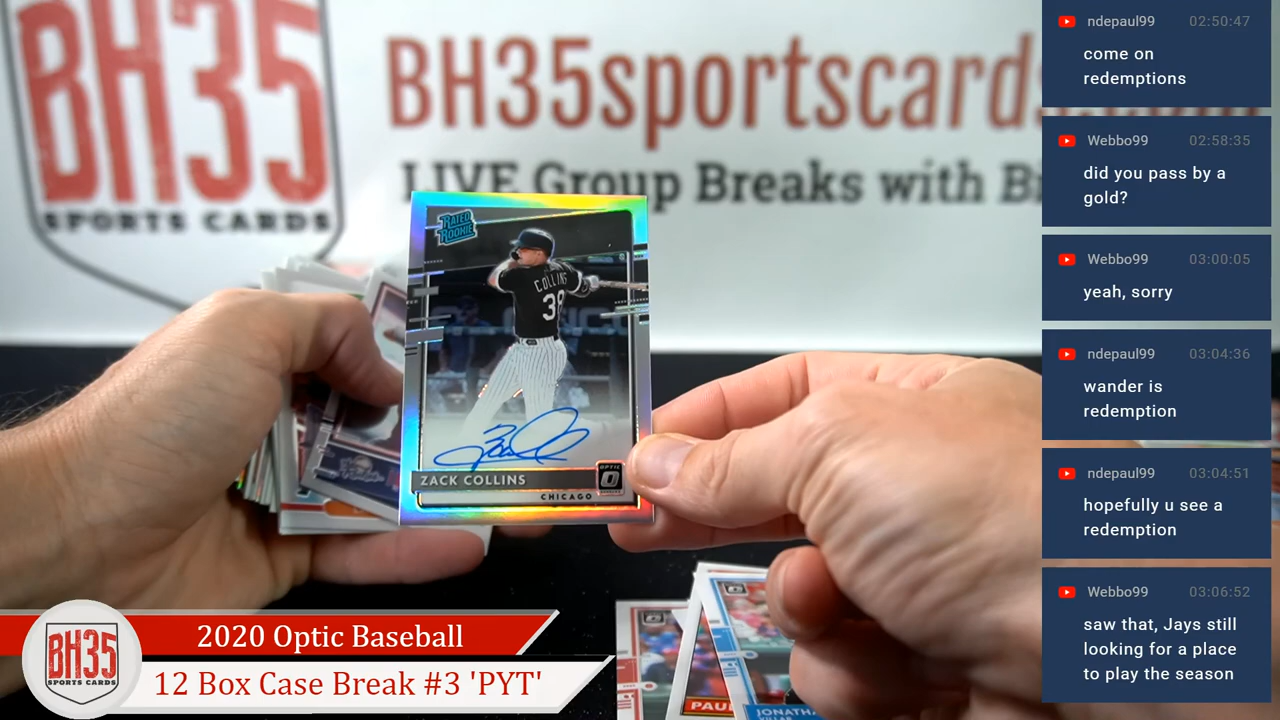 BH35
SPORTS CARDS
BH35sportscards
LIVE Group Breaks with
RATED
ROOKIE
COLLINS
38
ZACK COLLINS
OPTIC
CHICAGO
PAUL
JONATH
VILLAR
BH35
SPORTS CARDS
2020 Optic Baseball
12 Box Case Break #3 'PYT'
ndepaul99 02:50:47
come on
redemptions
Webbo99 02:58:35
did you pass by a
gold?
Webbo99 03:00:05
yeah, sorry
ndepaul99 03:04:36
wander is
redemption
ndepaul99 03:04:51
hopefully u see a
redemption
Webbo99 03:06:52
saw that, Jays still
looking for a place
to play the season